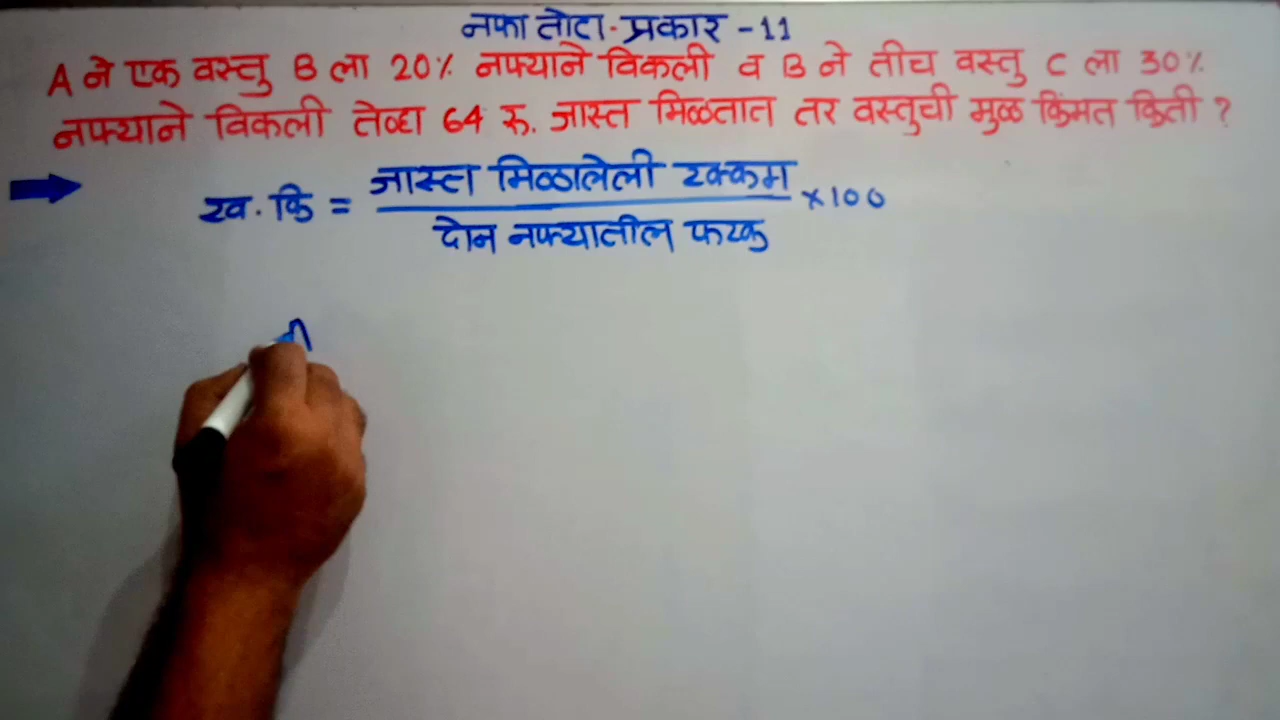 नफा तोटा. प्रकार - 11
A ने एक वस्तु B ला 20% नफ्याने विकली व B ने तीच वस्तु C ला 30%
नफ्याने विकली तेव्हा 64 रू. जास्त मिळतात तर वस्तुची मुळ किंमत किती ?
ख. किं = जास्त मिळालेली रक्कम × 100
दोन नफ्यातील फरक